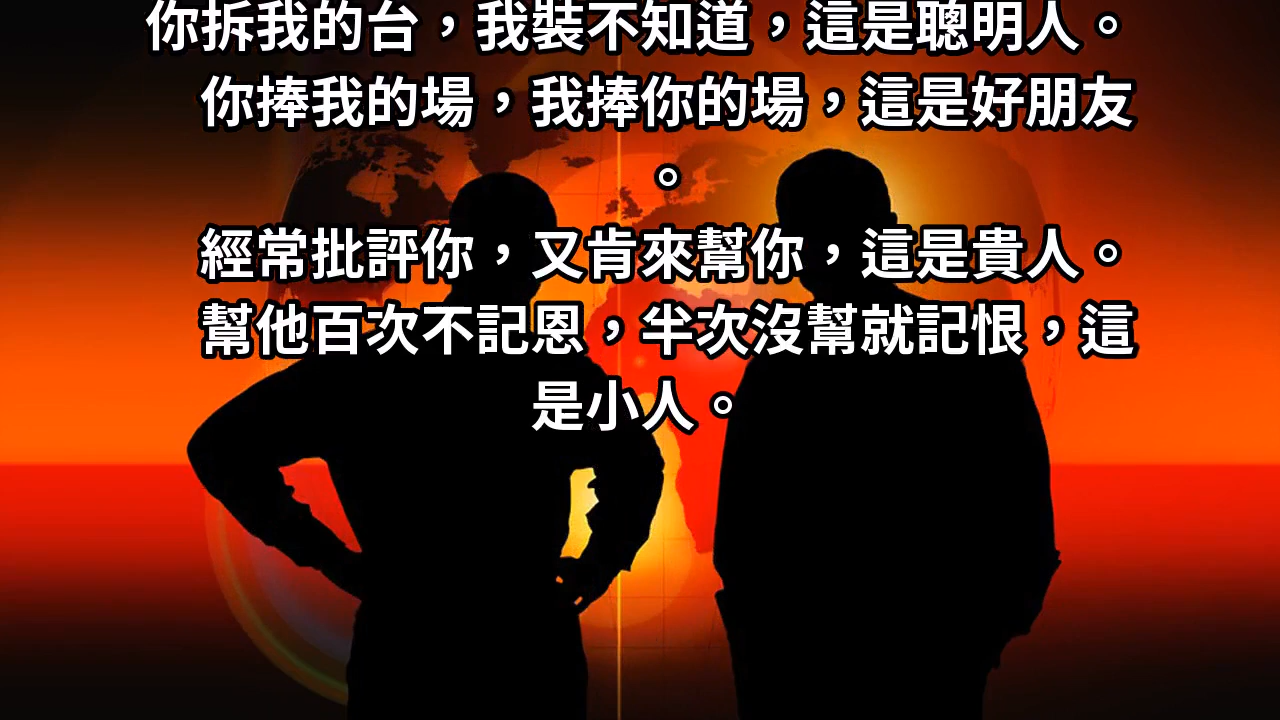 你拆我的台，我裝不知道，這是聰明人。
你捧我的場，我捧你的場，這是好朋友
。
經常批評你，又肯來幫你，這是貴人。
幫他百次不記恩，半次沒幫就記恨，這
是小人。